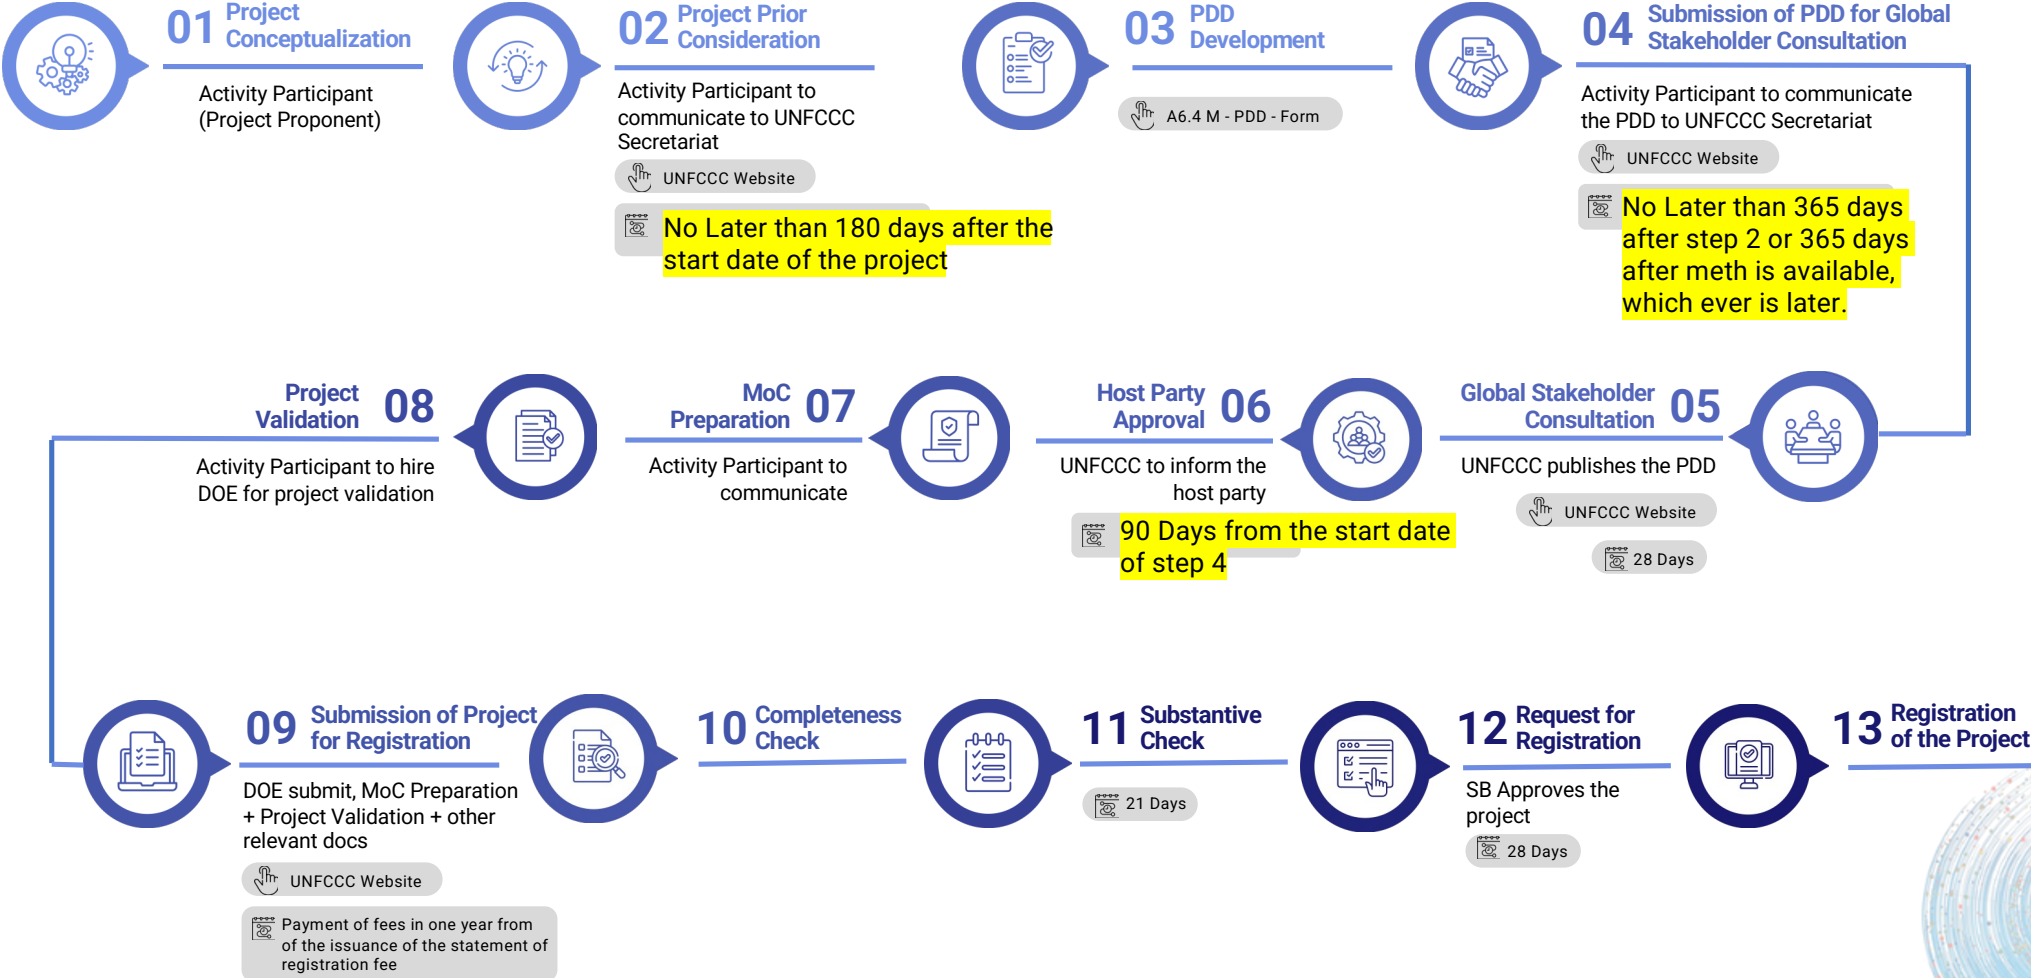 01 Project
Conceptualization
Activity Participant
(Project Proponent)
02 Project Prior
Consideration
Activity Participant to
communicate to UNFCCC
Secretariat
UNFCCC Website
No Later than 180 days after the
start date of the project
03 PDD
Development
A6.4 M - PDD - Form
04 Submission of PDD for Global
Stakeholder Consultation
Activity Participant to communicate
the PDD to UNFCCC Secretariat
UNFCCC Website
No Later than 365 days
after step 2 or 365 days
after meth is available,
which ever is later.
Global Stakeholder
Consultation 05
UNFCCC publishes the PDD
UNFCCC Website
28 Days
Host Party
Approval 06
UNFCCC to inform the
host party
90 Days from the start date
of step 4
MoC
Preparation 07
Activity Participant to
communicate
Project
Validation 08
Activity Participant to hire
DOE for project validation
09 Submission of Project
for Registration
DOE submit, MoC Preparation
+ Project Validation + other
relevant docs
UNFCCC Website
Payment of fees in one year from
of the issuance of the statement of
registration fee
10 Completeness
Check
11 Substantive
Check
21 Days
12 Request for
Registration
SB Approves the
project
28 Days
13 Registration
of the Project